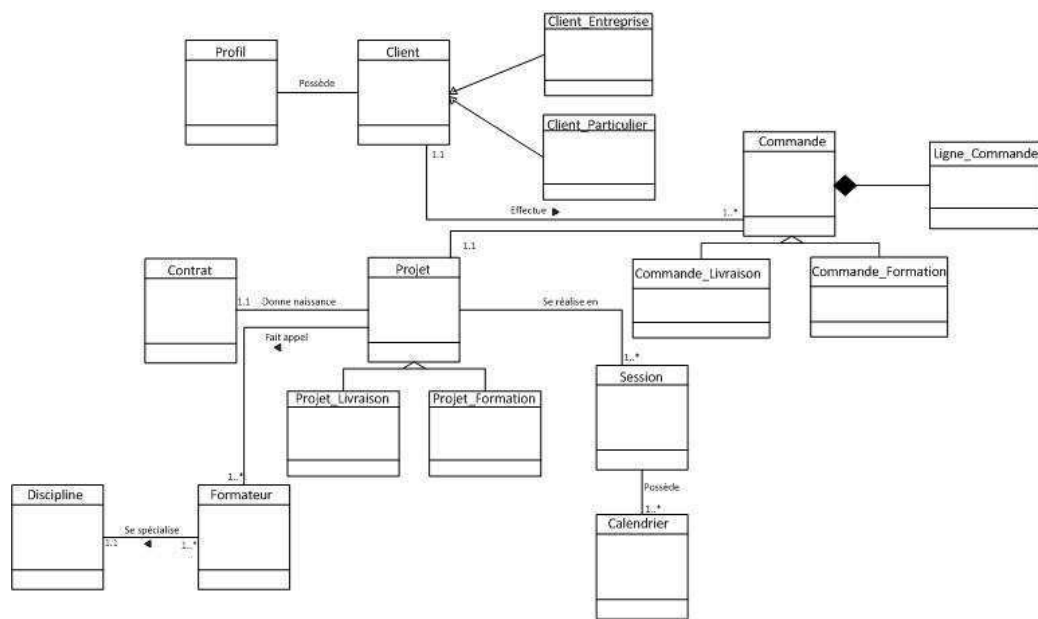 Client_Entreprise
Profil
Client
Possède
Client_Particulier
Commande
Ligne_Commande
1.1
Effectue
1..*
1.1
Contrat
Projet
Commande_Livraison
Commande_Formation
1.1
Donne naissance
Se réalise en
Fait appel
1..*
Session
Projet_Livraison
Projet_Formation
1..*
Discipline
Formateur
Possède
1..*
Calendrier
Se spécialise
1.1
1..*